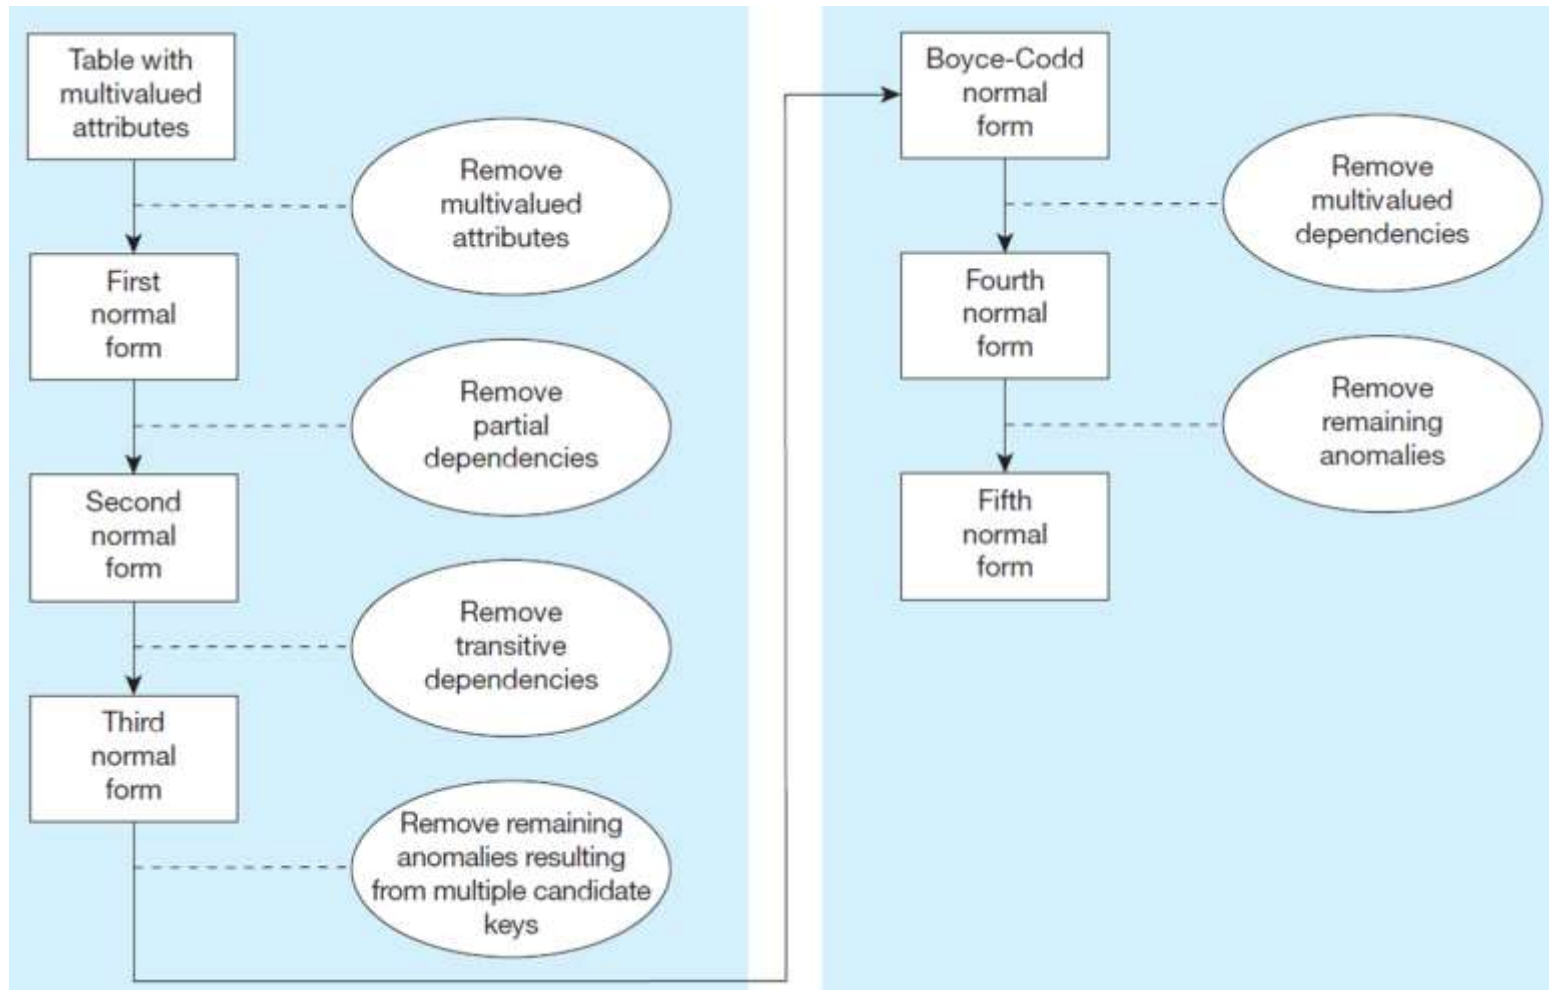 Table with
multivalued
attributes
Remove
multivalued
attributes
First
normal
form
Remove
partial
dependencies
Second
normal
form
Remove
transitive
dependencies
Third
normal
form
Remove remaining
anomalies resulting
from multiple candidate
keys
Boyce-Codd
normal
form
Remove
multivalued
dependencies
Fourth
normal
form
Remove
remaining
anomalies
Fifth
normal
form